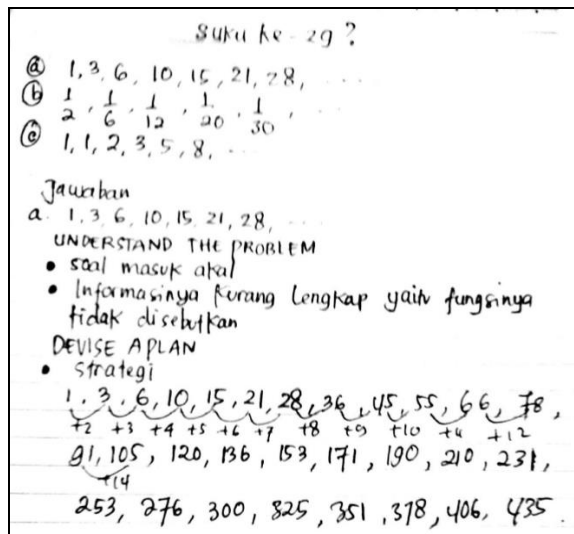 Suku ke-29?
ⓐ 1, 3, 6, 10, 15, 21, 28, ....
ⓑ 1/2, 1/6, 1/12, 1/20, 1/30, ...
ⓒ 1, 1, 2, 3, 5, 8, ...
Jawaban
a. 1, 3, 6, 10, 15, 21, 28, ....
UNDERSTAND THE PROBLEM
• soal masuk akal
• Informasinya kurang lengkap yaitu fungsinya
tidak disebutkan
DEVISE A PLAN
• Strategi
1, 3, 6, 10, 15, 21, 28, 36, 45, 55, 66, 78,
+2 +3 +4 +5 +6 +7 +8 +9 +10 +11 +12
91, 105, 120, 136, 153, 171, 190, 210, 231,
+14
253, 276, 300, 325, 351, 378, 406, 435.